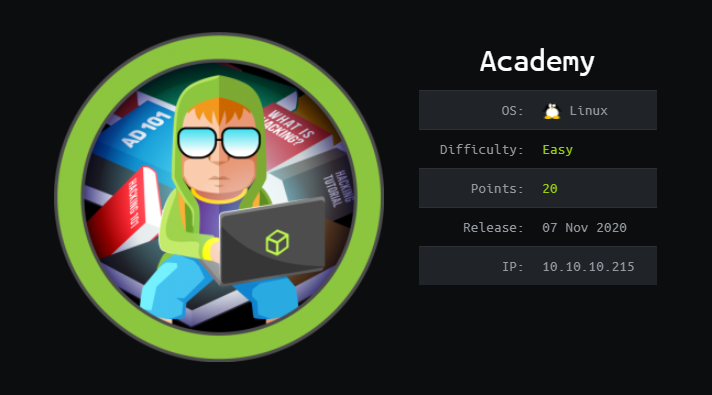 Academy
OS: Linux
Difficulty: Easy
Points: 20
Release: 07 Nov 2020
IP: 10.10.10.215
AD 101
WHAT IS
HACKING?
HACKING 101
HACKING
TUTORIAL